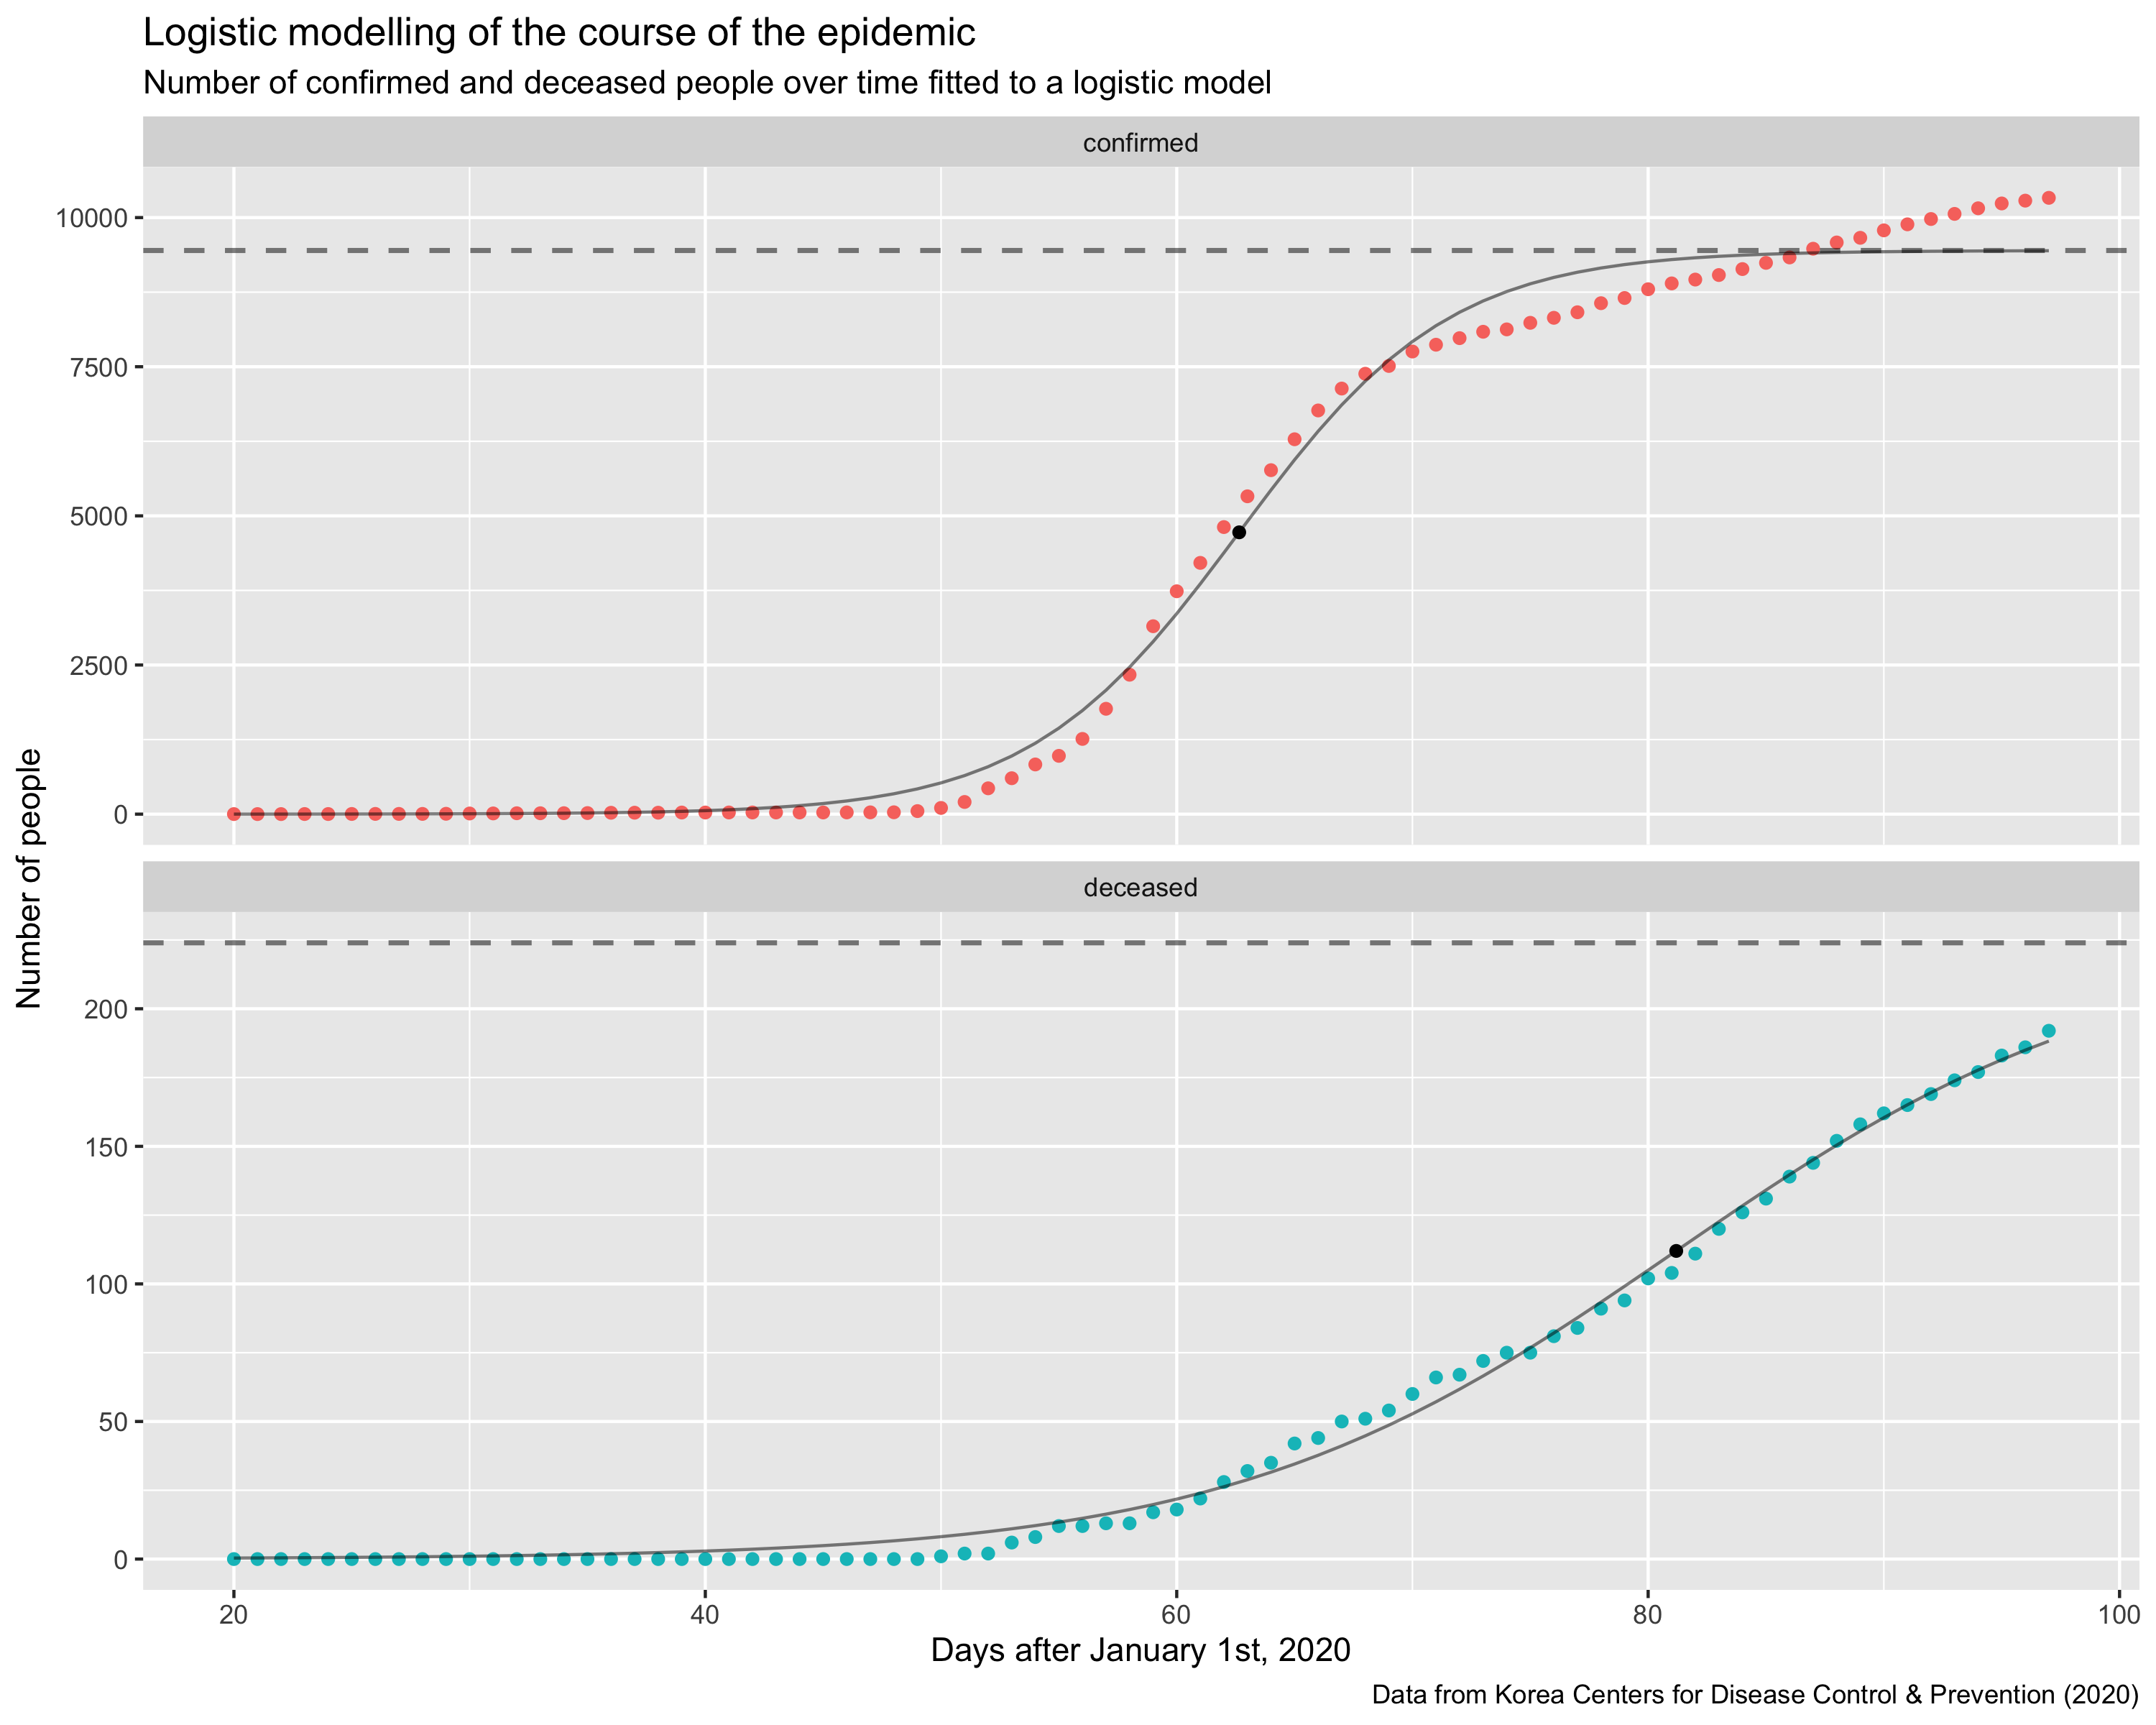 Logistic modelling of the course of the epidemic
Number of confirmed and deceased people over time fitted to a logistic model
confirmed
10000
7500
5000
2500
0
Number of people
deceased
200
150
100
50
0
20 40 60 80 100
Days after January 1st, 2020
Data from Korea Centers for Disease Control & Prevention (2020)